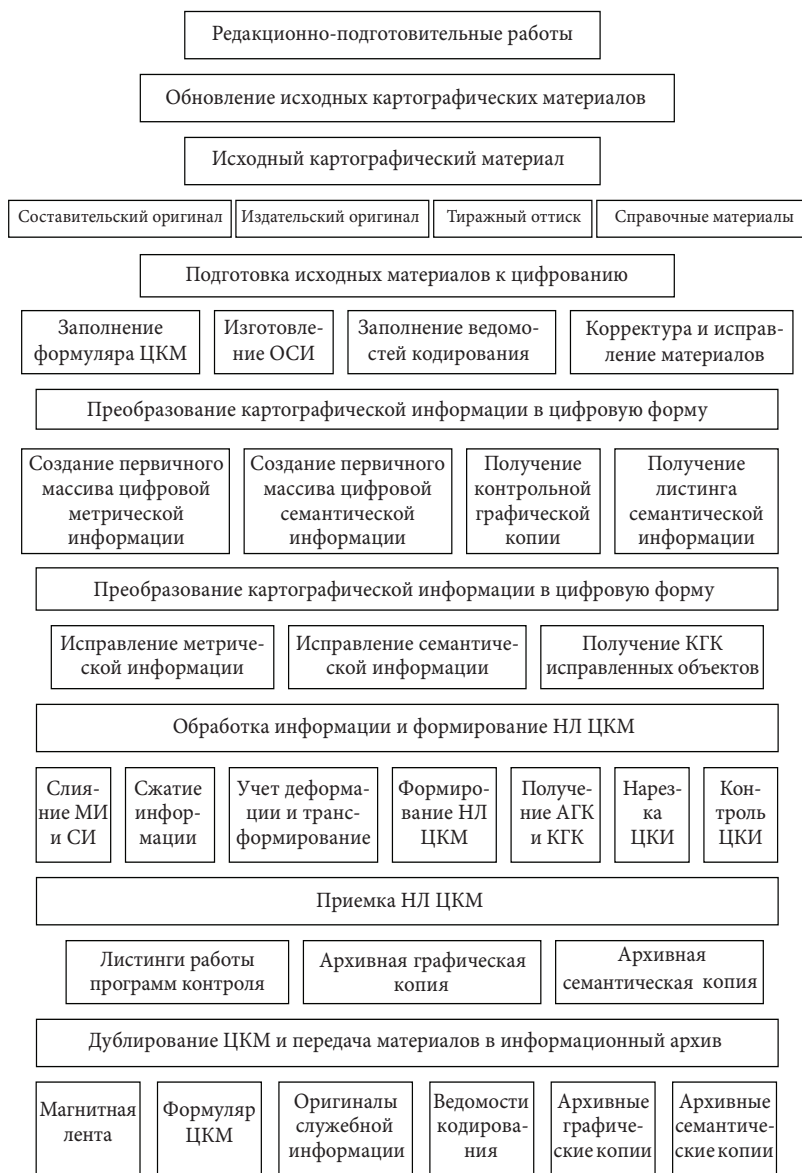 Редакционно-подготовительные работы
Обновление исходных картографических материалов
Исходный картографический материал
Составительский оригинал Издательский оригинал Тиражный оттиск Справочные материалы
Подготовка исходных материалов к цифрованию
Заполнение
формуляра ЦКМ
Изготовле-
ние ОСИ
Заполнение ведомо-
стей кодирования
Корректура и исправ-
ление материалов
Преобразование картографической информации в цифровую форму
Создание первичного
массива цифровой
метрической
информации
Создание первичного
массива цифровой
семантической
информации
Получение
контрольной
графической
копии
Получение
листинга
семантической
информации
Преобразование картографической информации в цифровую форму
Исправление метриче-
ской информации
Исправление семантиче-
ской информации
Получение КГК
исправленных объектов
Обработка информации и формирование НЛ ЦКМ
Слия-
ние МИ
и СИ
Сжатие
инфор-
мации
Учет деформа-
ции и транс-
формирование
Формиро-
вание НЛ
ЦКМ
Получе-
ние АГК
и КГК
Нарез-
ка
ЦКИ
Кон-
троль
ЦКИ
Приемка НЛ ЦКМ
Листинги работы
программ контроля
Архивная графическая
копия
Архивная
семантическая копия
Дублирование ЦКМ и передача материалов в информационный архив
Магнитная
лента
Формуляр
ЦКМ
Оригиналы
служебной
информации
Ведомости
кодирова-
ния
Архивные
графиче-
ские копии
Архивные
семантиче-
ские копии